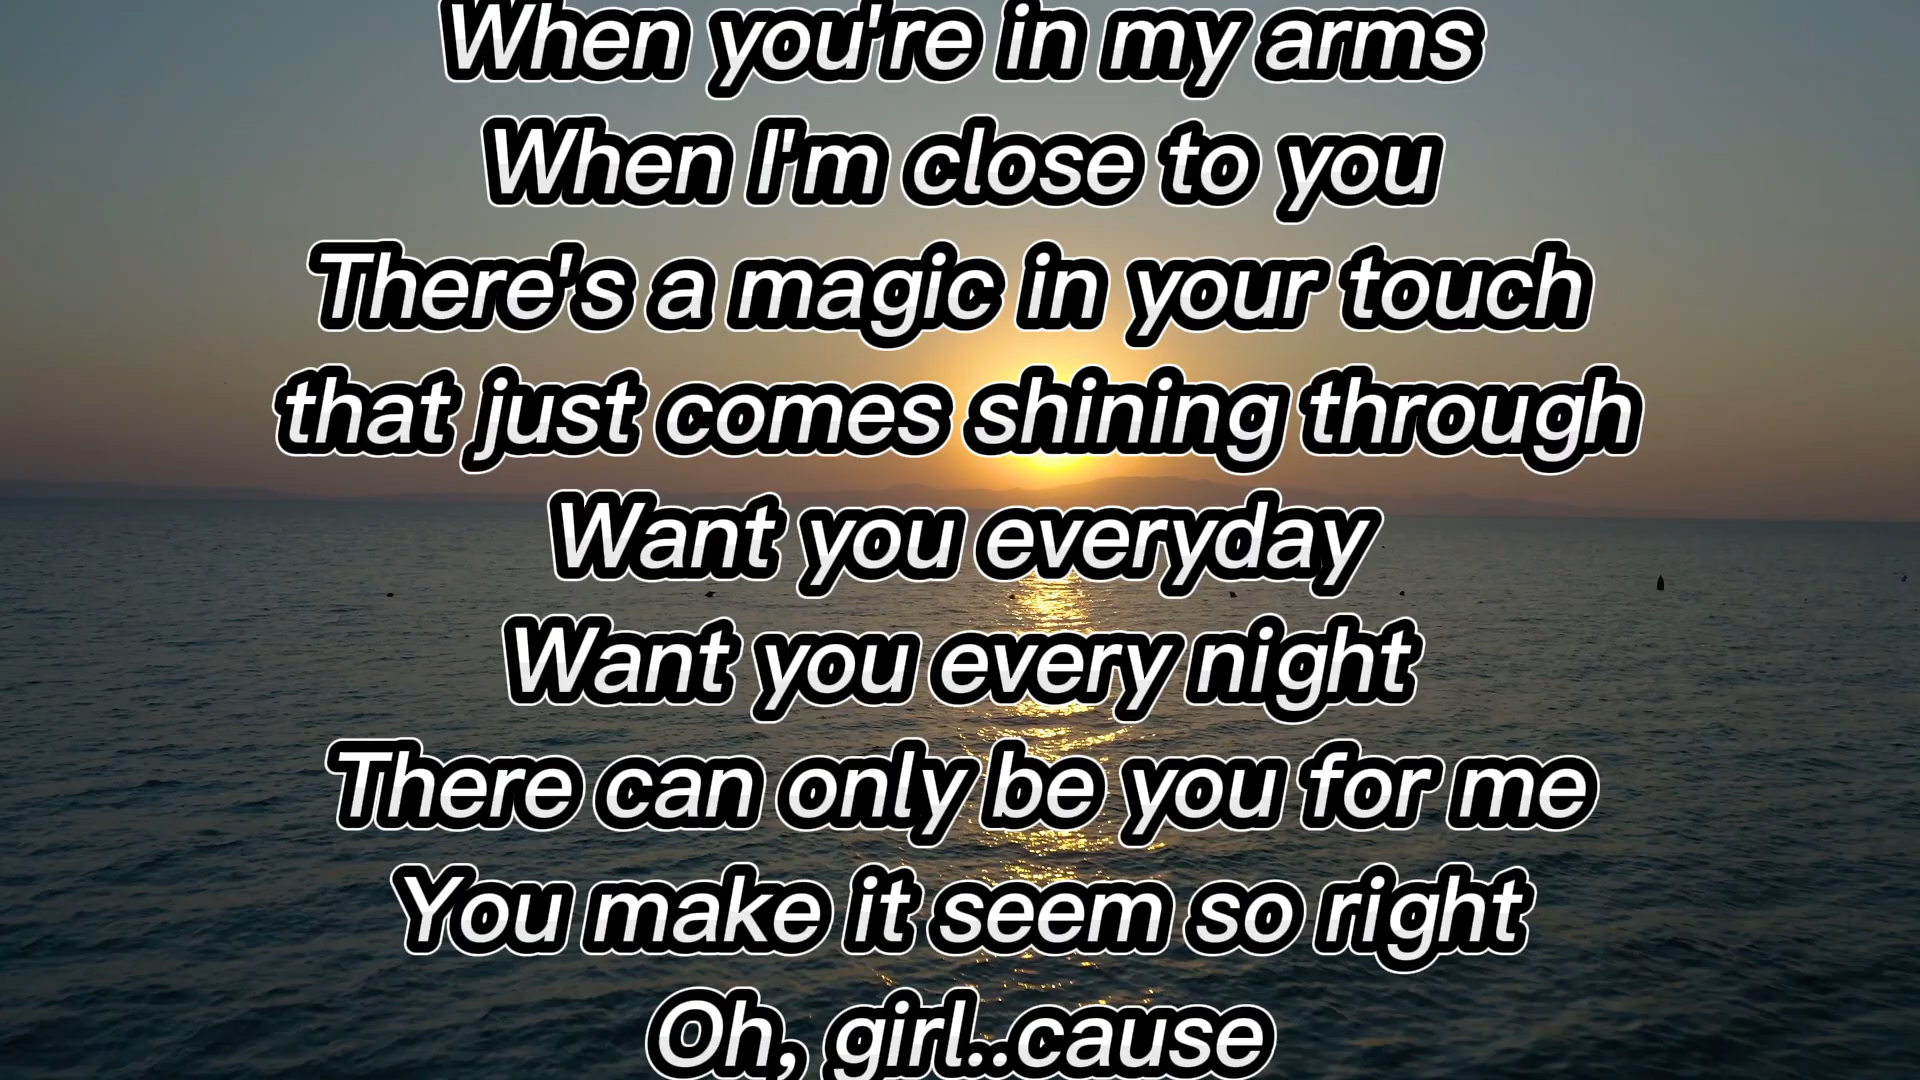 When you're in my arms
When I'm close to you
There's a magic in your touch
that just comes shining through
Want you everyday
Want you every night
There can only be you for me
You make it seem so right
Oh, girl..cause